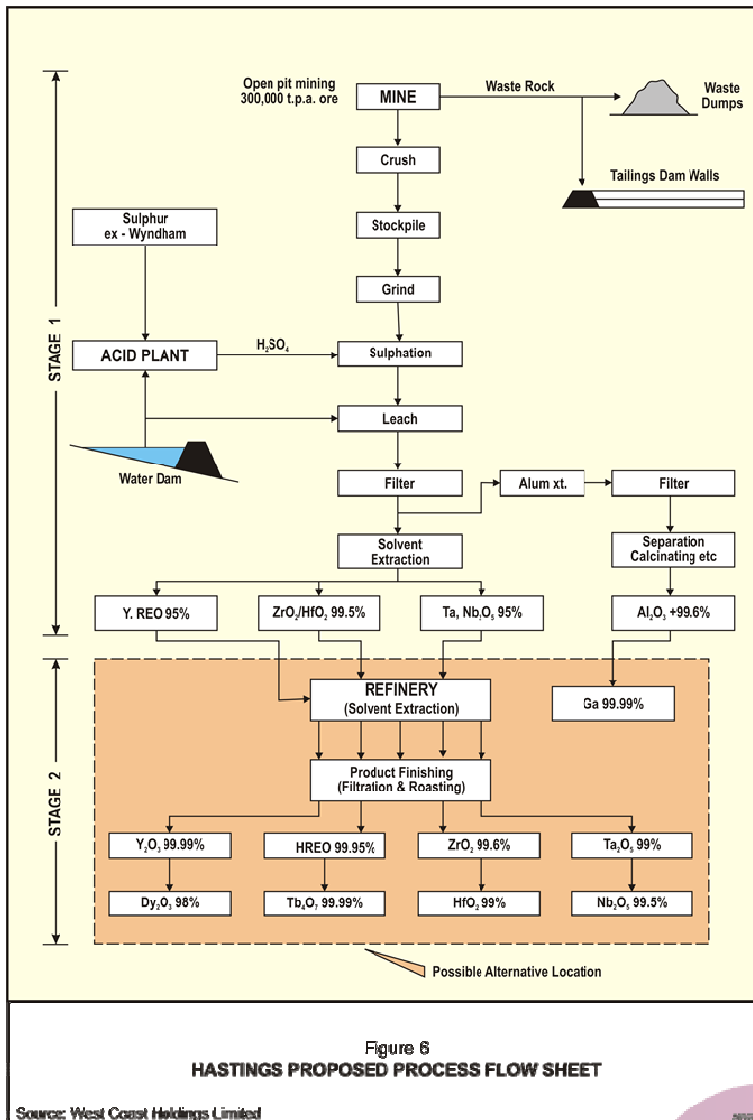 Open pit mining
300,000 t.p.a. ore
MINE
Waste Rock
Waste
Dumps
Tailings Dam Walls
Crush
Stockpile
Grind
Sulphur
ex - Wyndham
ACID PLANT
H₂SO₄
Sulphation
Leach
Water Dam
Filter
Alum xt.
Filter
Solvent
Extraction
Separation
Calcinating etc
Y. REO 95%
ZrO₂/HfO₂ 99.5%
Ta, Nb₂O₅ 95%
Al₂O₃ +99.6%
STAGE 1
REFINERY
(Solvent Extraction)
Ga 99.99%
Product Finishing
(Filtration & Roasting)
Y₂O₃ 99.99%
HREO 99.95%
ZrO₂ 99.6%
Ta₂O₅ 99%
Dy₂O₃ 98%
Tb₄O₇ 99.99%
HfO₂ 99%
Nb₂O₅ 99.5%
STAGE 2
Possible Alternative Location
Figure 6
HASTINGS PROPOSED PROCESS FLOW SHEET
Source: West Coast Holdings Limited